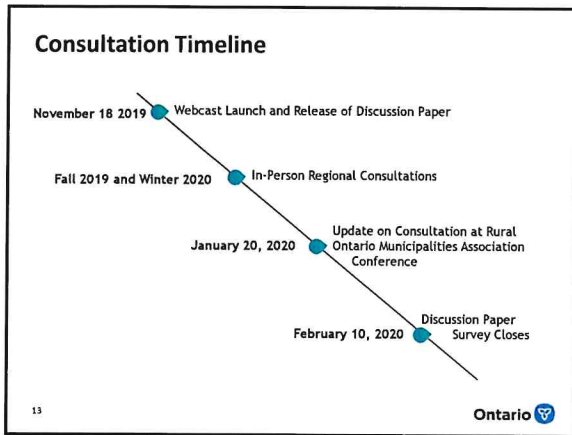 Consultation Timeline
November 18 2019
Webcast Launch and Release of Discussion Paper
Fall 2019 and Winter 2020
In-Person Regional Consultations
January 20, 2020
Update on Consultation at Rural
Ontario Municipalities Association
Conference
February 10, 2020
Discussion Paper
Survey Closes
13
Ontario